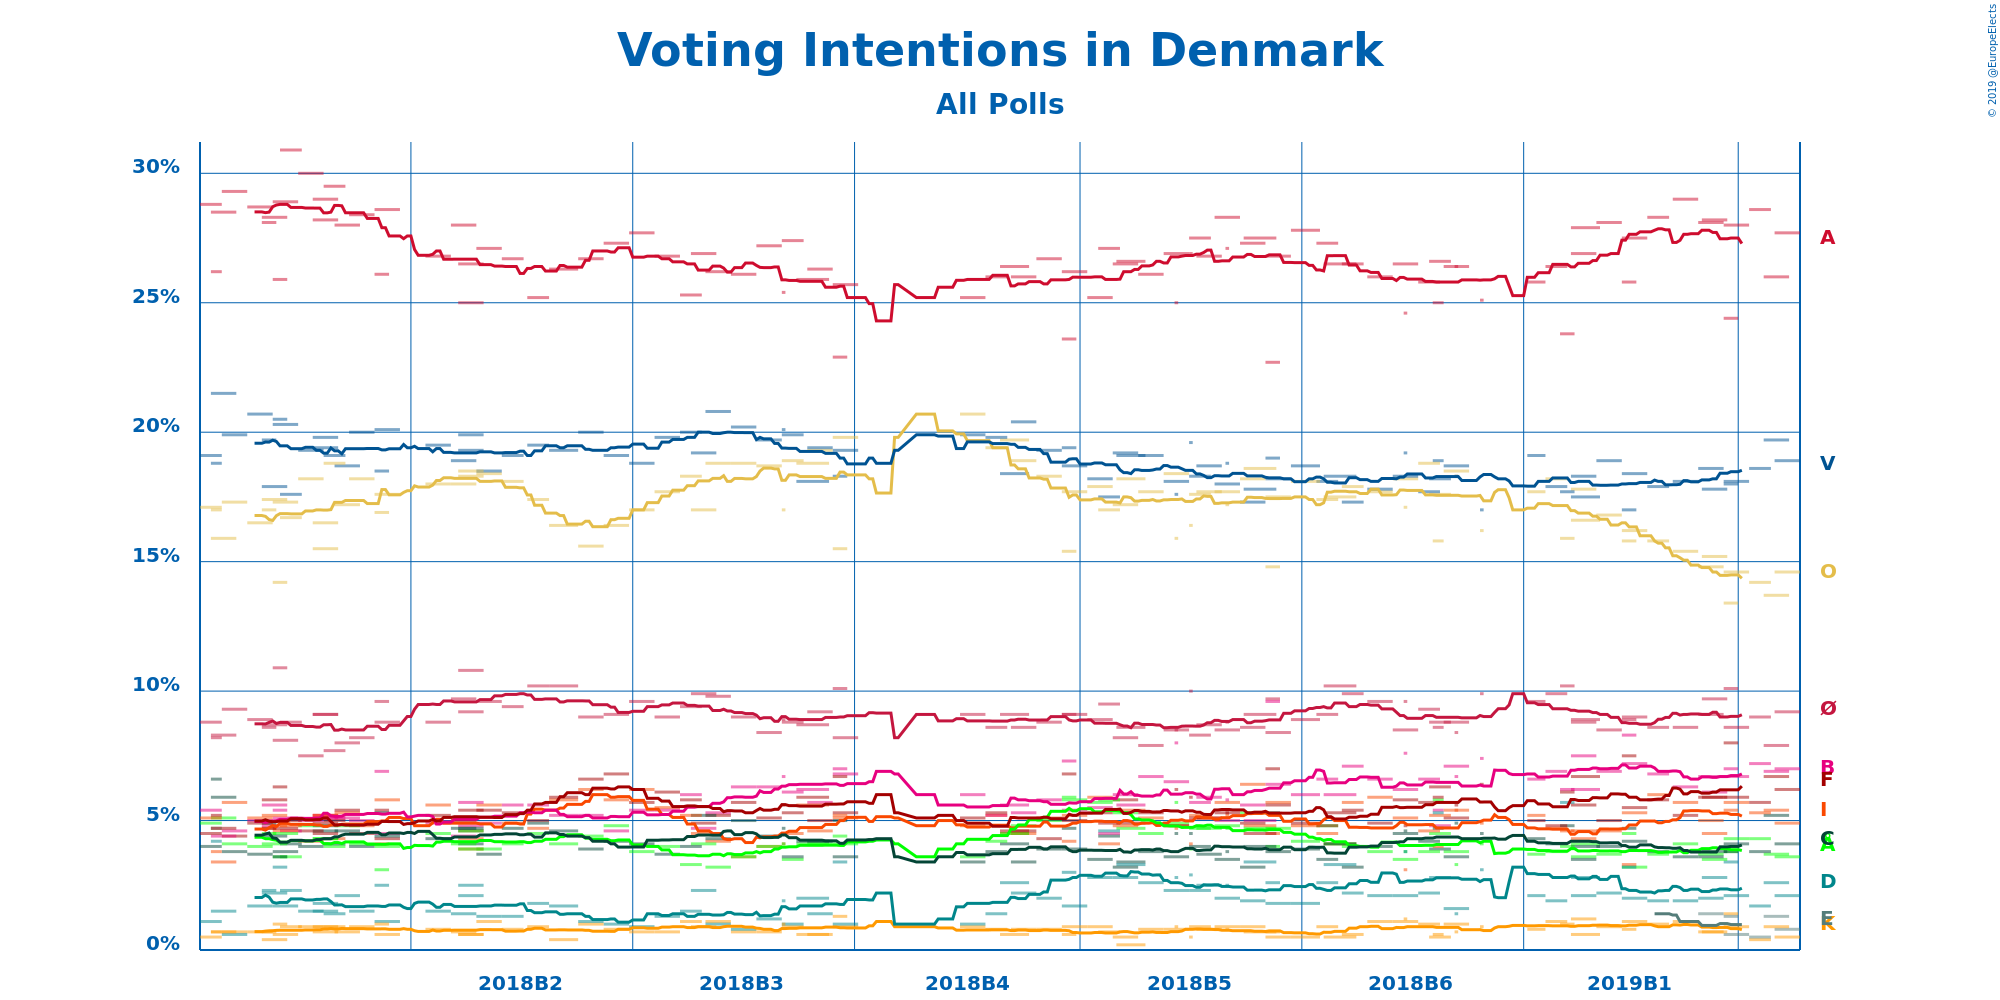 Voting Intentions in Denmark
All Polls
© 2019 @EuropeElects
30%
25%
20%
15%
10%
5%
0%
A
V
O
Ø
B
F
I
C
Å
D
E
K
2018B2
2018B3
2018B4
2018B5
2018B6
2019B1